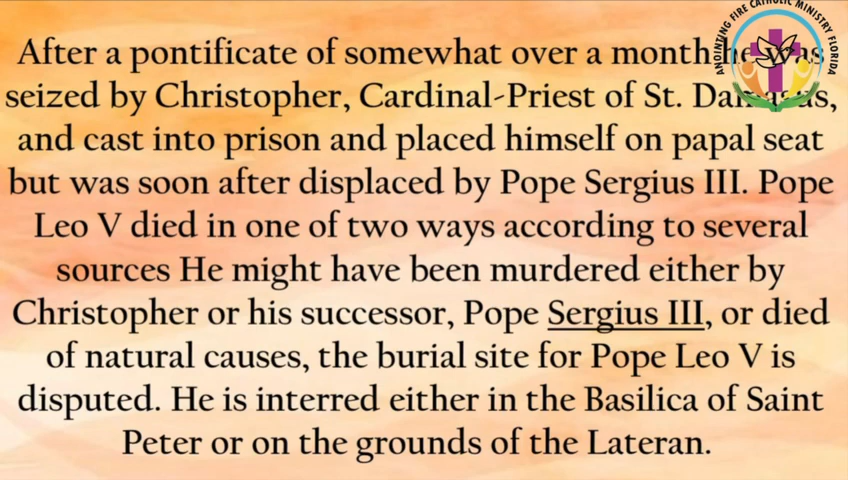 ANOINTING FIRE CATHOLIC MINISTRY FLORIDA
After a pontificate of somewhat over a month he was
seized by Christopher, Cardinal-Priest of St. Damasus,
and cast into prison and placed himself on papal seat
but was soon after displaced by Pope Sergius III. Pope
Leo V died in one of two ways according to several
sources He might have been murdered either by
Christopher or his successor, Pope Sergius III, or died
of natural causes, the burial site for Pope Leo V is
disputed. He is interred either in the Basilica of Saint
Peter or on the grounds of the Lateran.